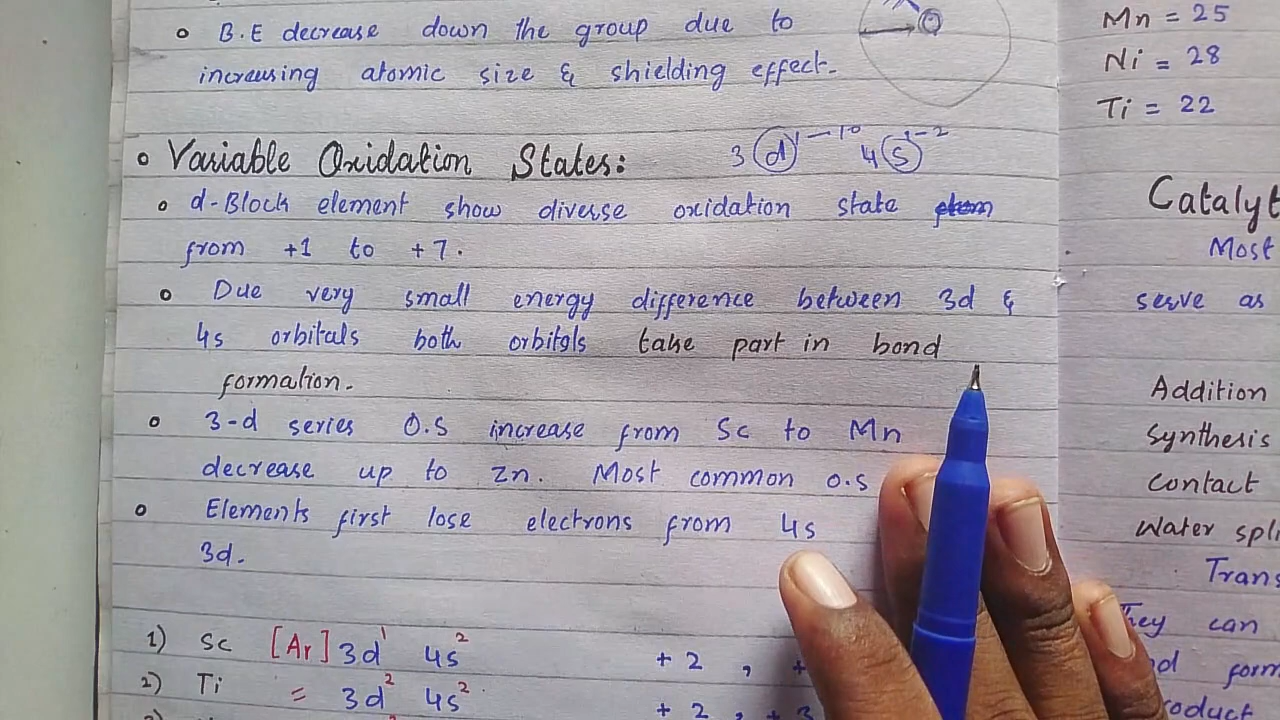 B.E decrease down the group due to
increasing atomic size & shielding effect.
Variable Oxidation States: 3d¹⁻¹⁰ 4s¹⁻²
d-Block element show diverse oxidation state
from +1 to +7.
Due very small energy difference between 3d &
4s orbitals both orbitals take part in bond
formation.
3-d series O.S increase from Sc to Mn
decrease up to Zn. Most common o.s
Elements first lose electrons from 4s
3d.
1) Sc [Ar] 3d¹ 4s² +2 , +
2) Ti = 3d² 4s² +2 , +3
Mn = 25
Ni = 28
Ti = 22
Catalyt
Most
serve as
Addition
Synthesis
Contact
Water spli
Trans
They can
nd form
roduct